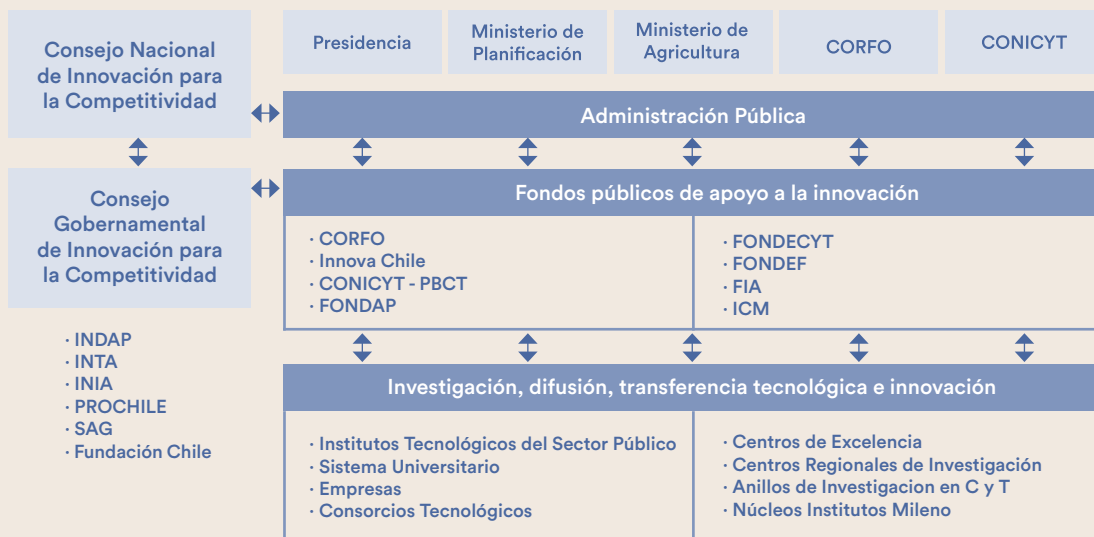 Consejo Nacional
de Innovación para
la Competitividad
Presidencia
Ministerio de
Planificación
Ministerio de
Agricultura
CORFO
CONICYT
Administración Pública
Consejo
Gobernamental
de Innovación para
la Competitividad
Fondos públicos de apoyo a la innovación
· CORFO
· Innova Chile
· CONICYT - PBCT
· FONDAP
· FONDECYT
· FONDEF
· FIA
· ICM
· INDAP
· INTA
· INIA
· PROCHILE
· SAG
· Fundación Chile
Investigación, difusión, transferencia tecnológica e innovación
· Institutos Tecnológicos del Sector Público
· Sistema Universitario
· Empresas
· Consorcios Tecnológicos
· Centros de Excelencia
· Centros Regionales de Investigación
· Anillos de Investigacion en C y T
· Núcleos Institutos Mileno